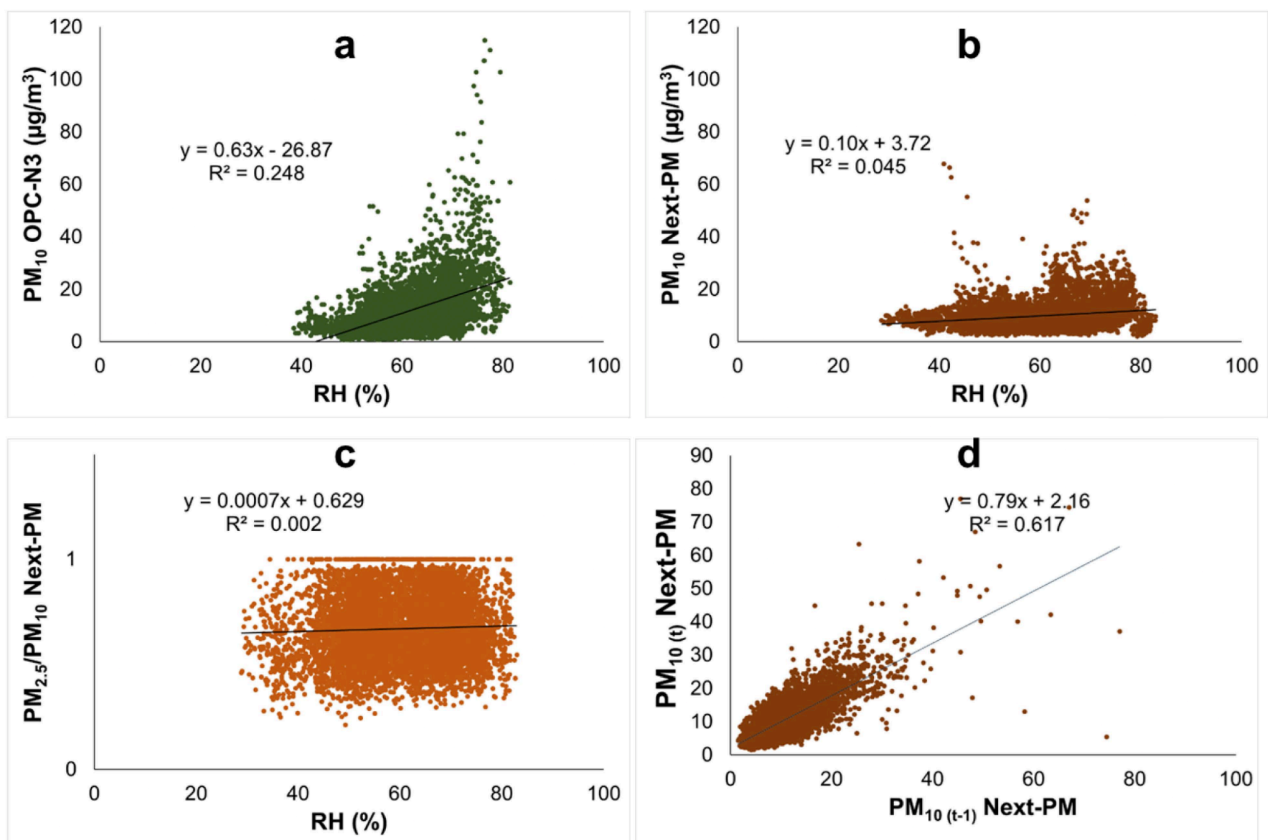 a
PM₁₀ OPC-N3 (µg/m³)
120
100
80
60
40
20
0
y = 0.63x - 26.87
R² = 0.248
0 20 40 60 80 100
RH (%)
b
PM₁₀ Next-PM (µg/m³)
120
100
80
60
40
20
0
y = 0.10x + 3.72
R² = 0.045
0 20 40 60 80 100
RH (%)
c
PM₂.₅/PM₁₀ Next-PM
1
0
y = 0.0007x + 0.629
R² = 0.002
0 20 40 60 80 100
RH (%)
d
PM₁₀ ₍ₜ₎ Next-PM
90
80
70
60
50
40
30
20
10
0
y = 0.79x + 2.16
R² = 0.617
0 20 40 60 80 100
PM₁₀ ₍ₜ₋₁₎ Next-PM